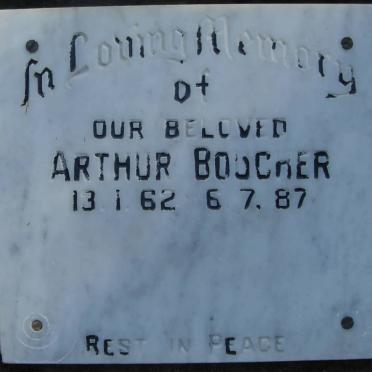 In Loving Memory
of
OUR BELOVED
ARTHUR BOUCHER
13 1 62 6 7. 87
REST IN PEACE